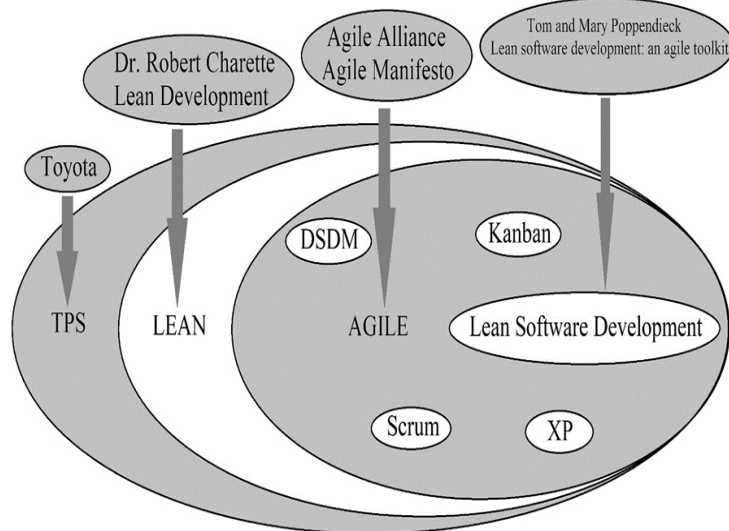 Dr. Robert Charette
Lean Development
Agile Alliance
Agile Manifesto
Tom and Mary Poppendieck
Lean software development: an agile toolkit
Toyota
DSDM
Kanban
TPS
LEAN
AGILE
Lean Software Development
Scrum
XP